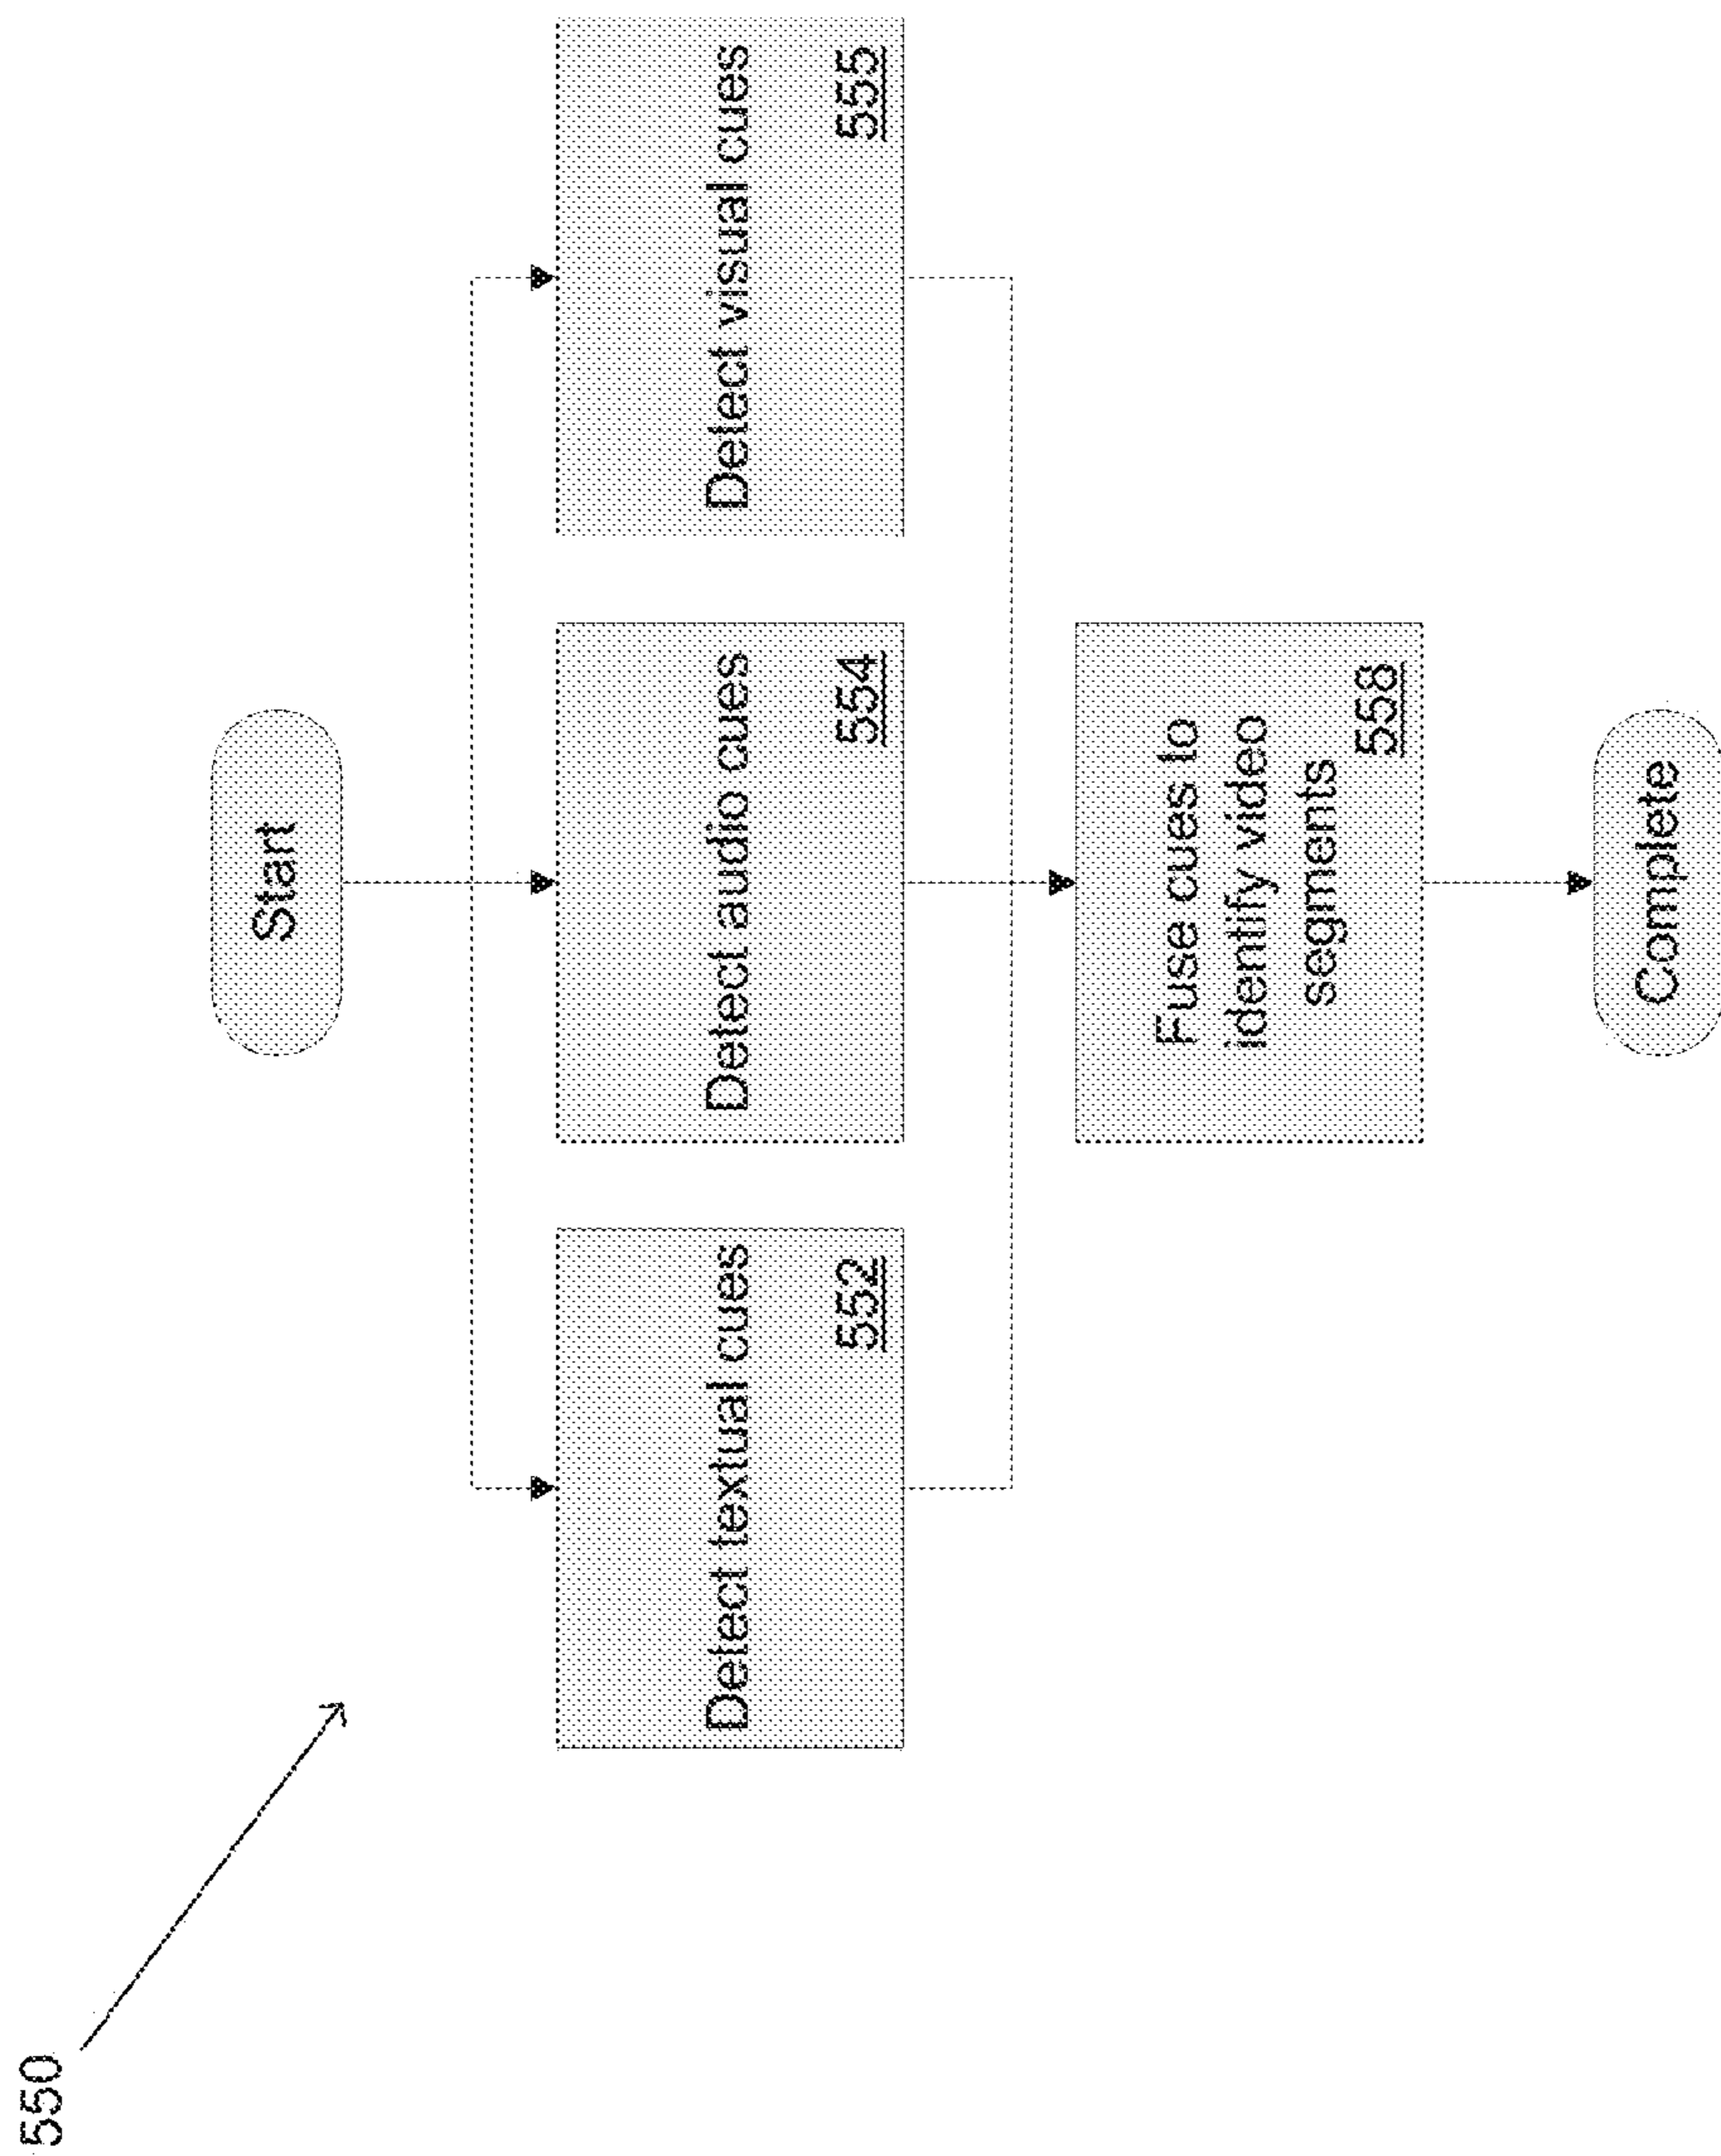 550
Start
Detect textual cues
552
Detect audio cues
554
Detect visual cues
555
Fuse cues to
identify video
segments
558
Complete